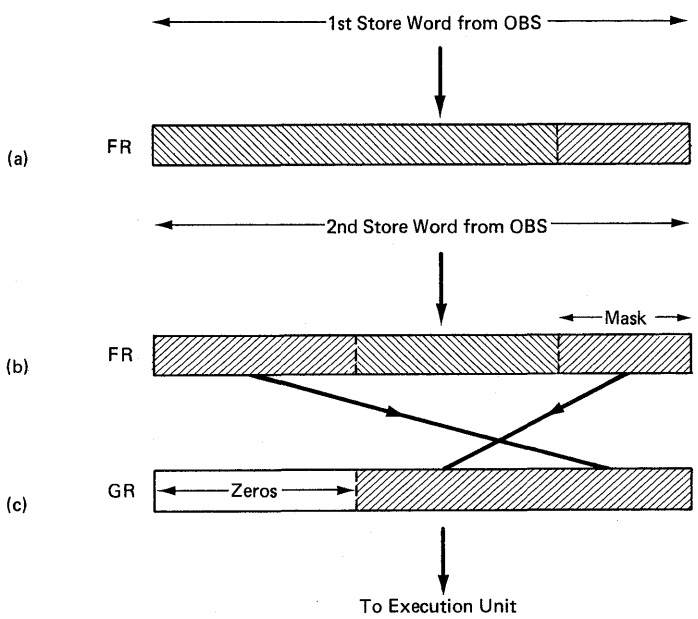 1st Store Word from OBS
(a) FR
2nd Store Word from OBS
Mask
(b) FR
(c) GR Zeros
To Execution Unit